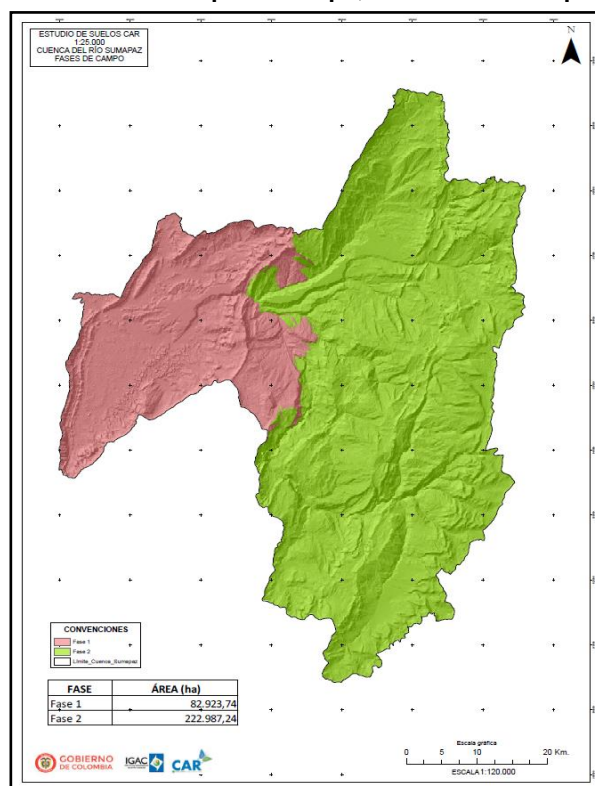 ESTUDIO DE SUELOS CAR
1:25.000
CUENCA DEL RÍO SUMAPAZ
FASES DE CAMPO
N
CONVENCIONES
Fase 1
Fase 2
Límite_Cuenca_Sumapaz
FASE ÁREA (ha)
Fase 1 82.923,74
Fase 2 222.987,24
GOBIERNO
DE COLOMBIA
IGAC
CAR
Escala gráfica
0 5 10 20 Km.
ESCALA 1:120.000